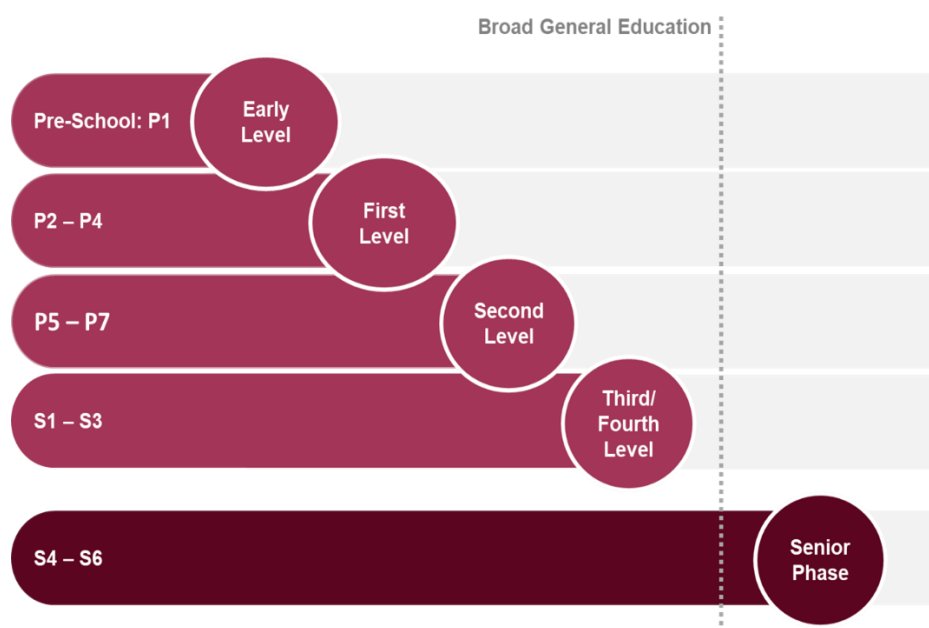 Broad General Education
Pre-School: P1
Early
Level
P2 – P4
First
Level
P5 – P7
Second
Level
S1 – S3
Third/
Fourth
Level
S4 – S6
Senior
Phase